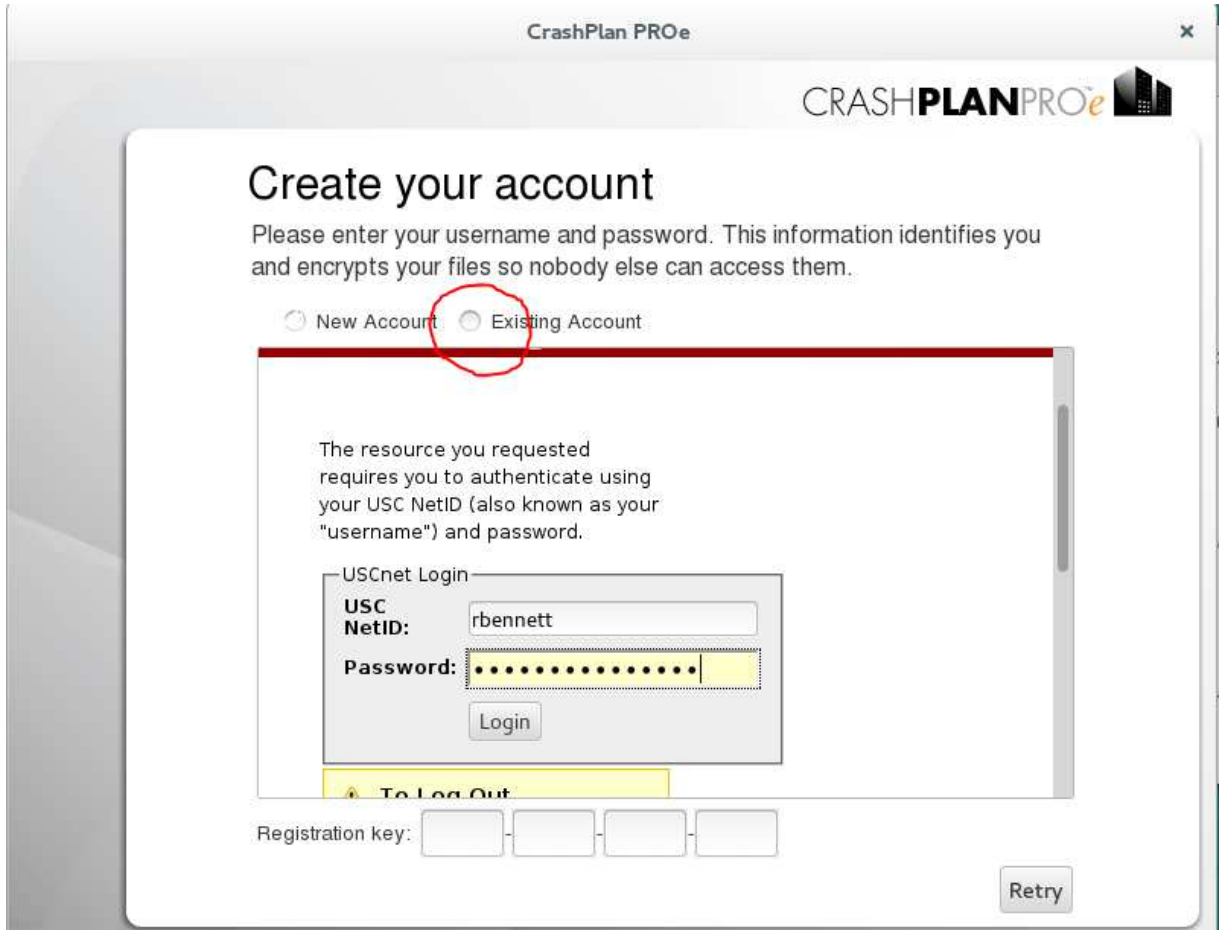 CrashPlan PROe
CRASHPLANPROe
Create your account
Please enter your username and password. This information identifies you
and encrypts your files so nobody else can access them.
New Account Existing Account
The resource you requested
requires you to authenticate using
your USC NetID (also known as your
"username") and password.
USCnet Login
USC
NetID: rbennett
Password: •••••••••••••••
Login
To Log Out
Registration key: - - -
Retry